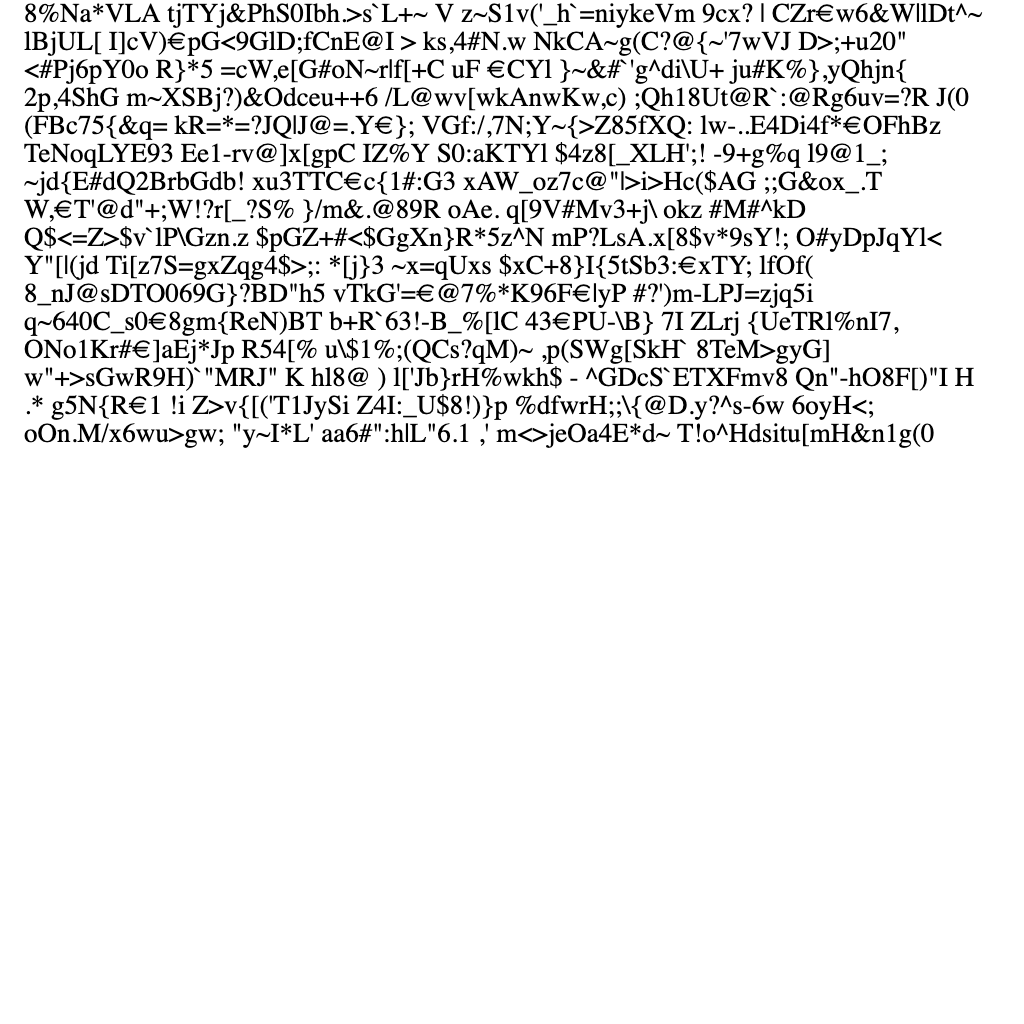 8%Na*VLA tjTYj&PhS0Ibh.>s`L+~ V z~S1v('_h`=niykeVm 9cx? | CZr€w6&W||Dt^~
lBjUL[ I]cV)€pG<9GlD;fCnE@I > ks,4#N.w NkCA~g(C?@{~'7wVJ D>;+u20"
<#Pj6pY0o R}*5 =cW,e[G#oN~r|f[+C uF €CYl }~&#`'g^di\U+ ju#K%},yQhjn{
2p,4ShG m~XSBj?)&Odceu++6 /L@wv[wkAnwKw,c) ;Qh18Ut@R`:@Rg6uv=?R J(0
(FBc75{&q= kR=*=?JQ|J@=.Y€}; VGf:/,7N;Y~{>Z85fXQ: lw-..E4Di4f*€OFhBz
TeNoqLYE93 Ee1-rv@]x[gpC IZ%Y S0:aKTYl $4z8[_XLH';! -9+g%q l9@1_;
~jd{E#dQ2BrbGdb! xu3TTC€c{1#:G3 xAW_oz7c@"|>i>Hc($AG ;;G&ox_.T
W,€T'@d"+;W!?r[_?S% }/m&.@89R oAe. q[9V#Mv3+j\ okz #M#^kD
Q$<=Z>$v`lP\Gzn.z $pGZ+#<$GgXn}R*5z^N mP?LsA.x[8$v*9sY!; O#yDpJqYl<
Y"[|(jd Ti[z7S=gxZqg4$>;: *[j}3 ~x=qUxs $xC+8}I{5tSb3:€xTY; lfOf(
8_nJ@sDTO069G}?BD"h5 vTkG'=€@7%*K96F€|yP #?')m-LPJ=zjq5i
q~640C_s0€8gm{ReN)BT b+R`63!-B_%[lC 43€PU-\B} 7I ZLrj {UeTRl%nI7,
ONo1Kr#€]aEj*Jp R54[% u\$1%;(QCs?qM)~ ,p(SWg[SkH` 8TeM>gyG]
w"+>sGwR9H)`"MRJ" K hl8@ ) l['Jb}rH%wkh$ - ^GDcS`ETXFmv8 Qn"-hO8F[)"I H
.* g5N{R€1 !i Z>v{[('T1JySi Z4I:_U$8!)}p %dfwrH;;\{@D.y?^s-6w 6oyH<;
oOn.M/x6wu>gw; "y~I*L' aa6#":h|L"6.1 ,' m<>jeOa4E*d~ T!o^Hdsitu[mH&n1g(0